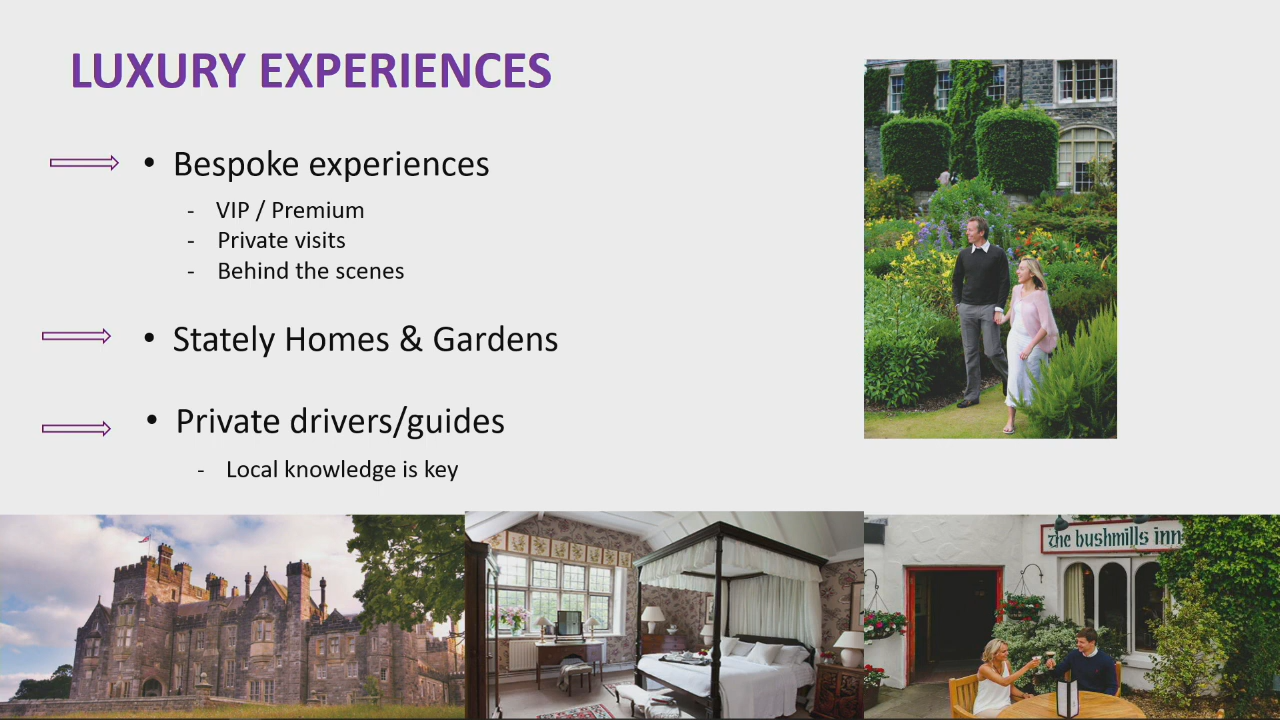 LUXURY EXPERIENCES
• Bespoke experiences
- VIP / Premium
- Private visits
- Behind the scenes
• Stately Homes & Gardens
• Private drivers/guides
- Local knowledge is key
the bushmills inn